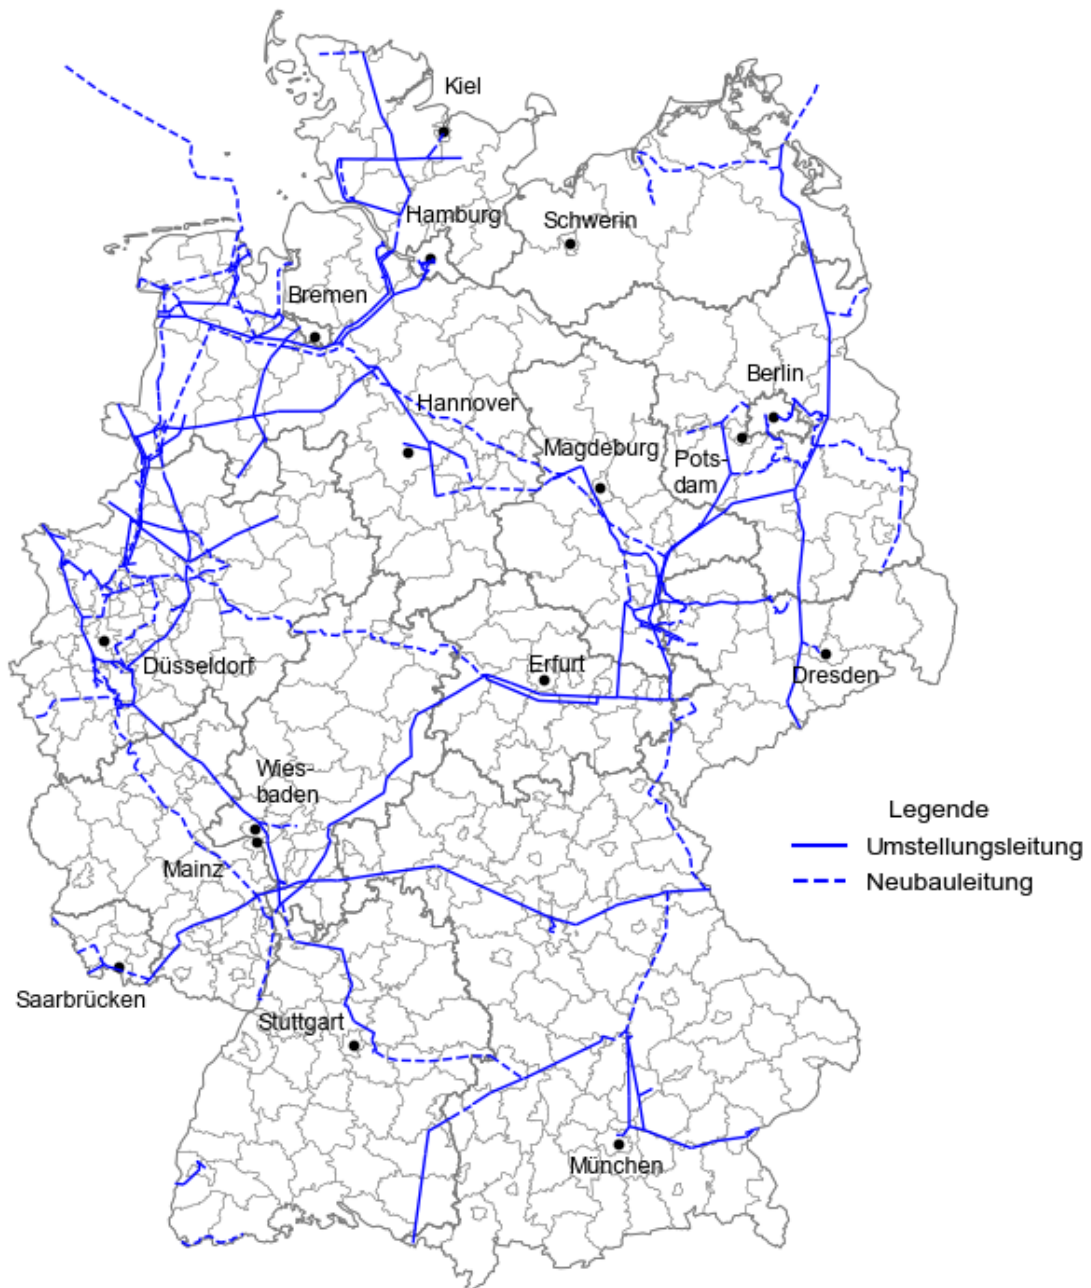 Kiel
Hamburg
Schwerin
Bremen
Berlin
Hannover
Magdeburg
Pots-
dam
Düsseldorf
Erfurt
Dresden
Wies-
baden
Legende
Umstellungsleitung
Mainz
Neubauleitung
Saarbrücken
Stuttgart
München